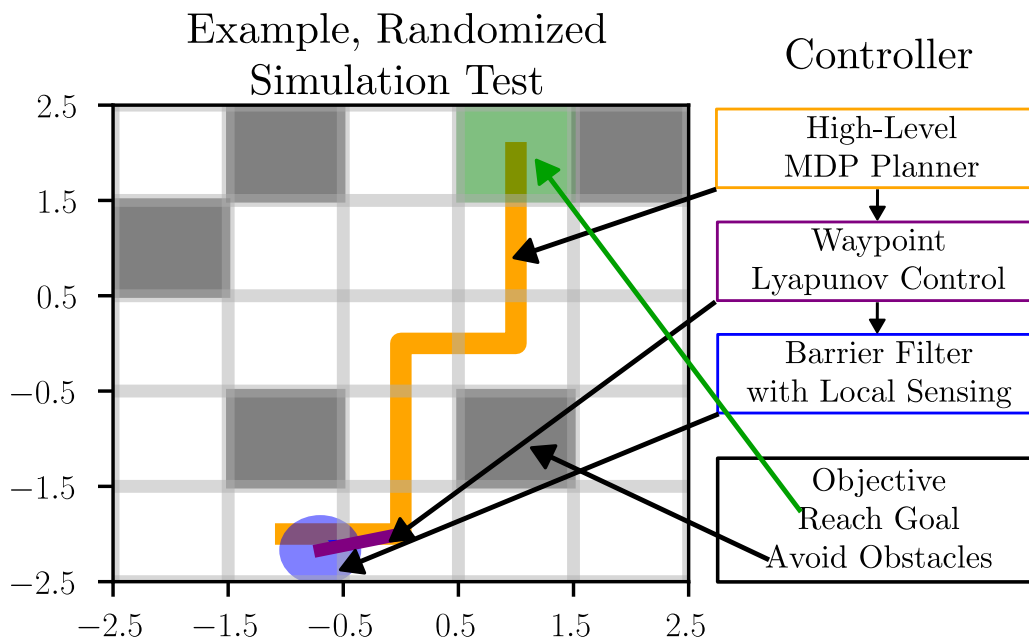 Example, Randomized
Simulation Test
Controller
2.5
1.5
0.5
−0.5
−1.5
−2.5
−2.5
−1.5
−0.5
0.5
1.5
2.5
High-Level
MDP Planner
Waypoint
Lyapunov Control
Barrier Filter
with Local Sensing
Objective
Reach Goal
Avoid Obstacles